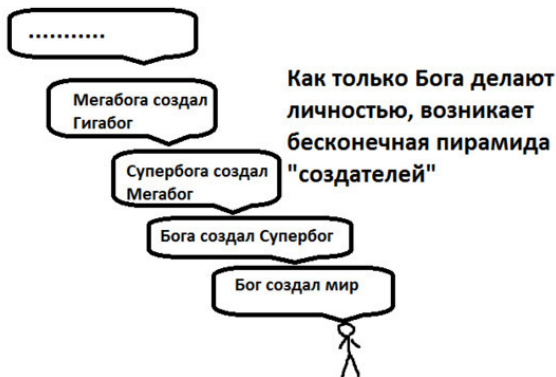 ...........
Мегабога создал
Гигабог
Как только Бога делают
личностью, возникает
бесконечная пирамида
"создателей"
Супербога создал
Мегабог
Бога создал Супербог
Бог создал мир